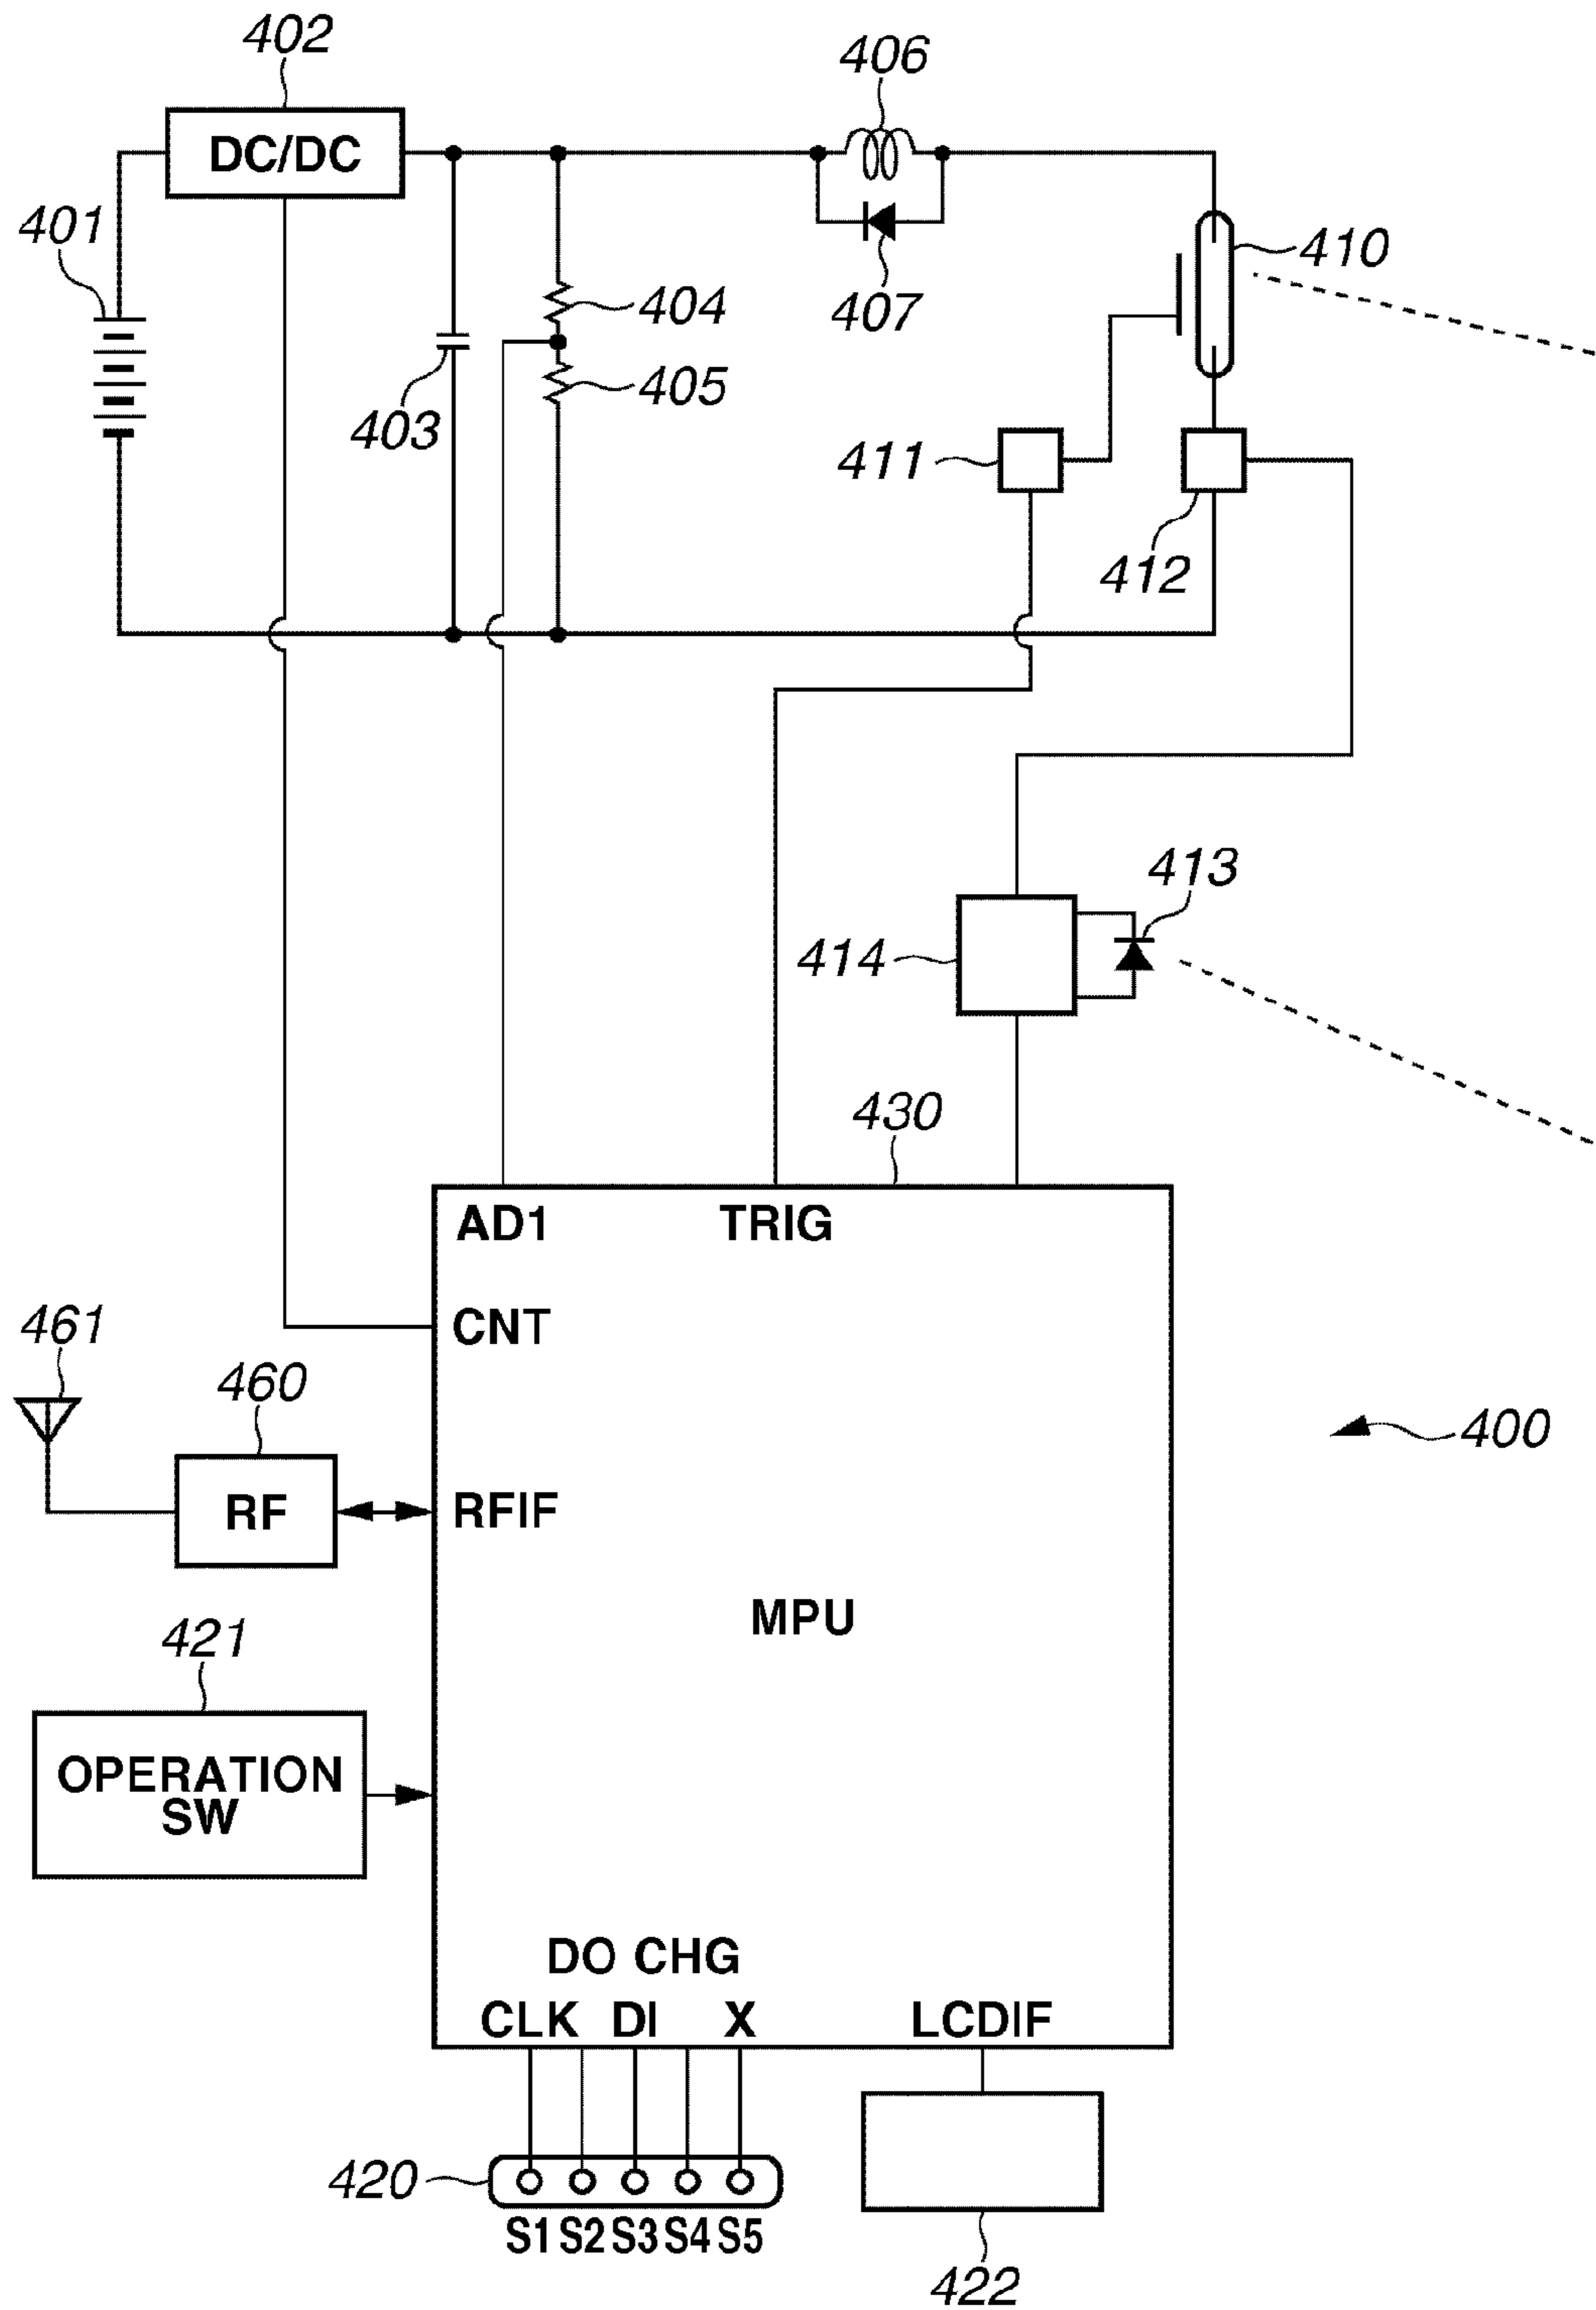 402
406
DC/DC
401
410
404
407
405
403
411
412
413
414
430
AD1 TRIG
461
CNT
460
400
RF
RFIF
421
MPU
OPERATION
SW
DO CHG
CLK DI X LCDIF
420
S1 S2 S3 S4 S5
422